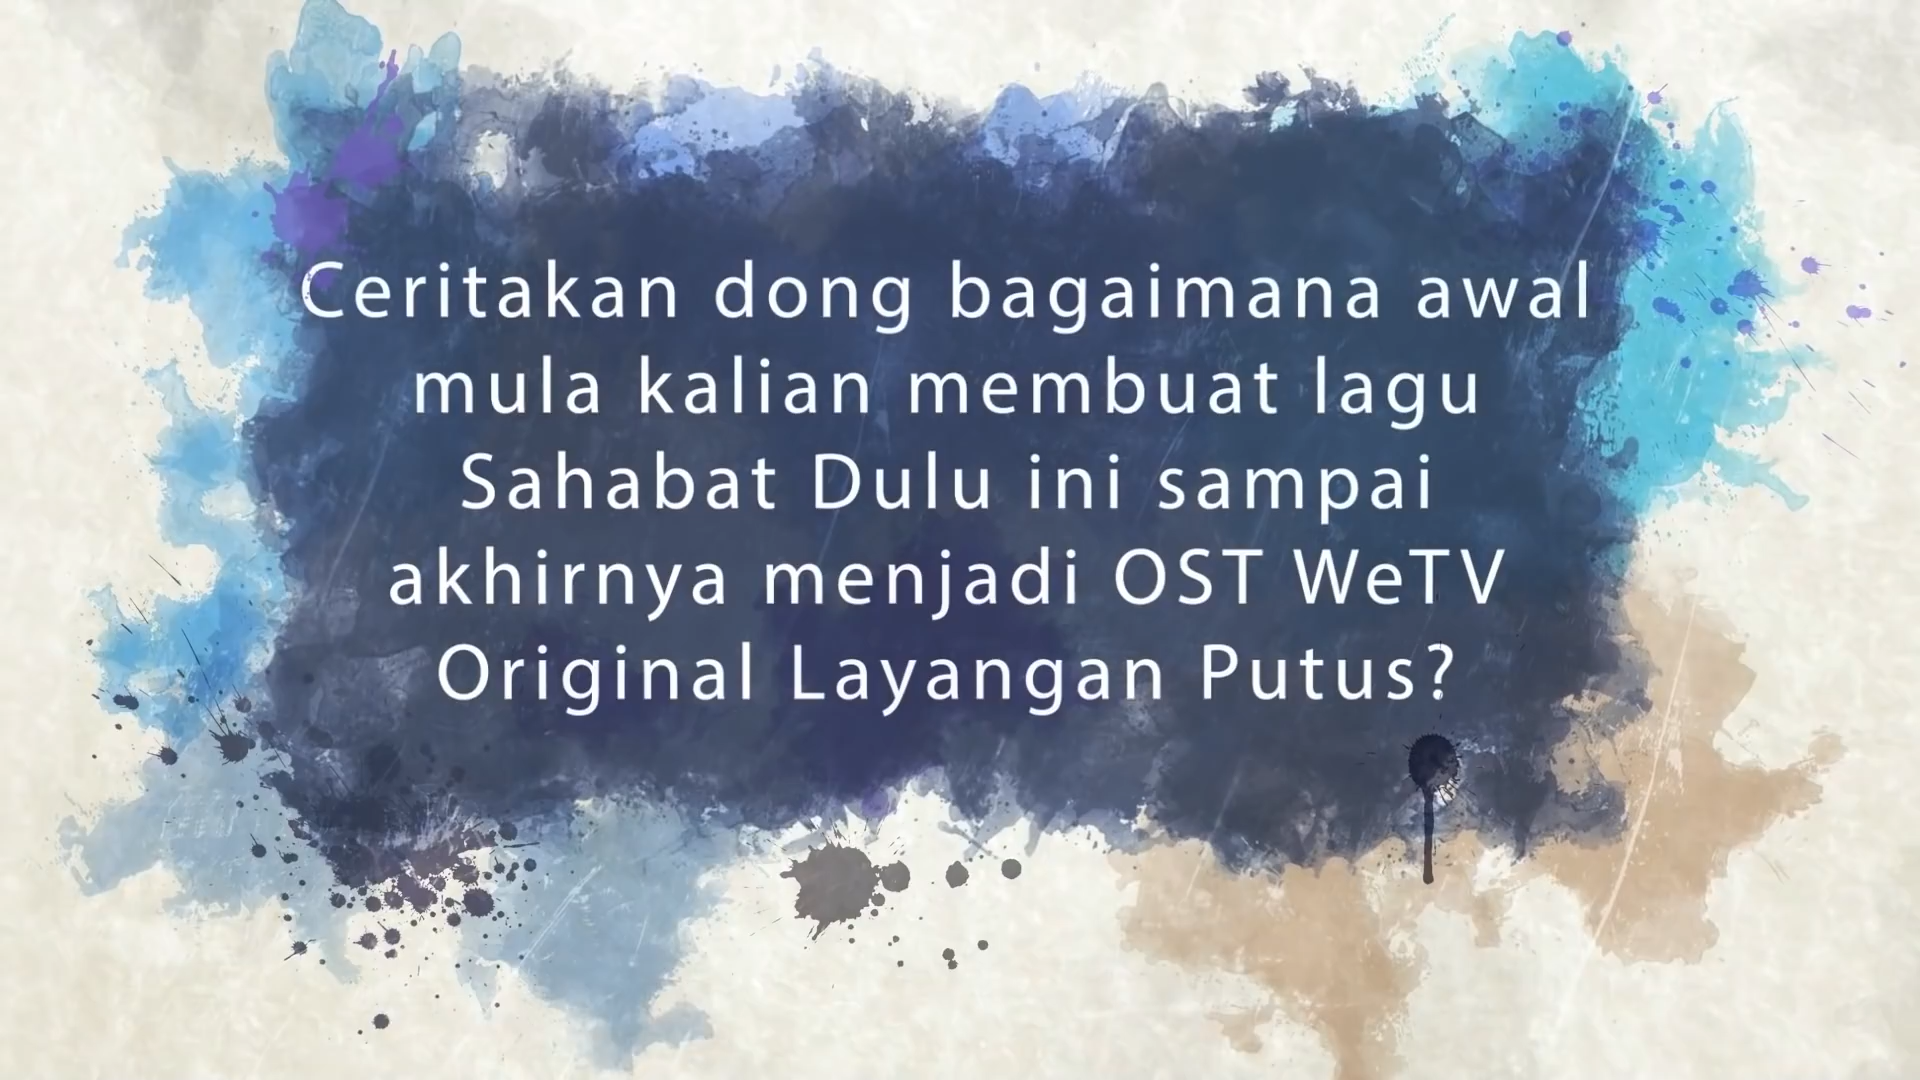 Ceritakan dong bagaimana awal
mula kalian membuat lagu
Sahabat Dulu ini sampai
akhirnya menjadi OST WeTV
Original Layangan Putus?